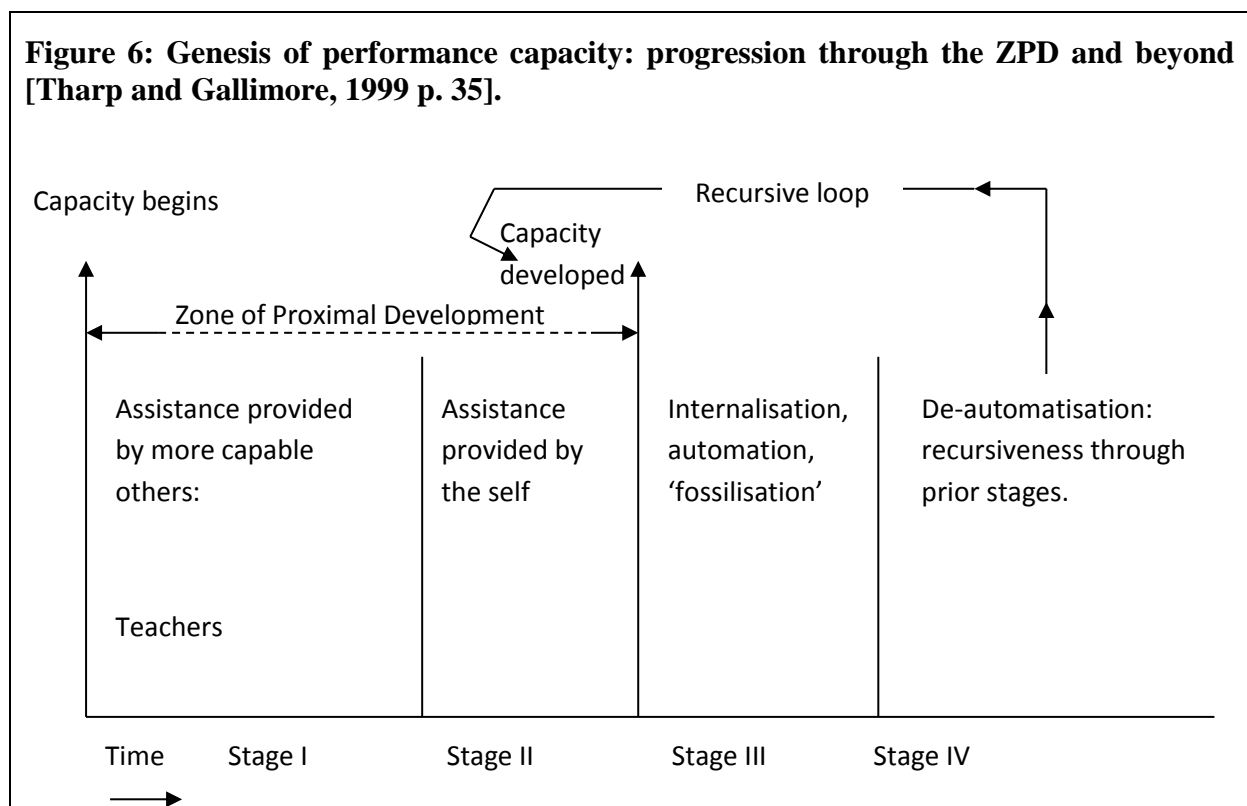 Figure 6: Genesis of performance capacity: progression through the ZPD and beyond
[Tharp and Gallimore, 1999 p. 35].
Capacity begins
Recursive loop
Capacity
developed
Zone of Proximal Development
Assistance provided
by more capable
others:
Teachers
Assistance
provided by
the self
Internalisation,
automation,
‘fossilisation’
De-automatisation:
recursiveness through
prior stages.
Time
Stage I
Stage II
Stage III
Stage IV